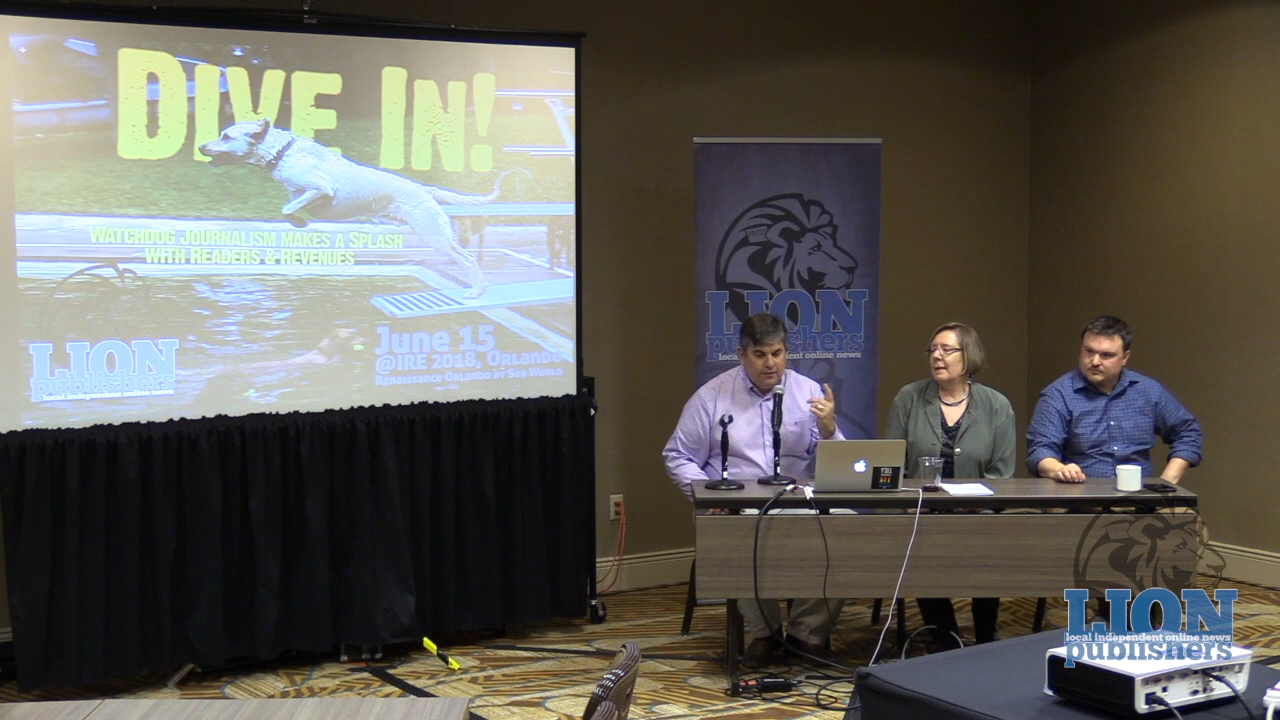 DIVE IN!
WATCHDOG JOURNALISM MAKES A SPLASH
WITH READERS & REVENUES
LION
publishers
local independent online news
June 15
@IRE 2018, ORLANDO
RENAISSANCE ORLANDO AT SEA WORLD
LION
publishers
local independent online news
LION
local independent online news
publishers